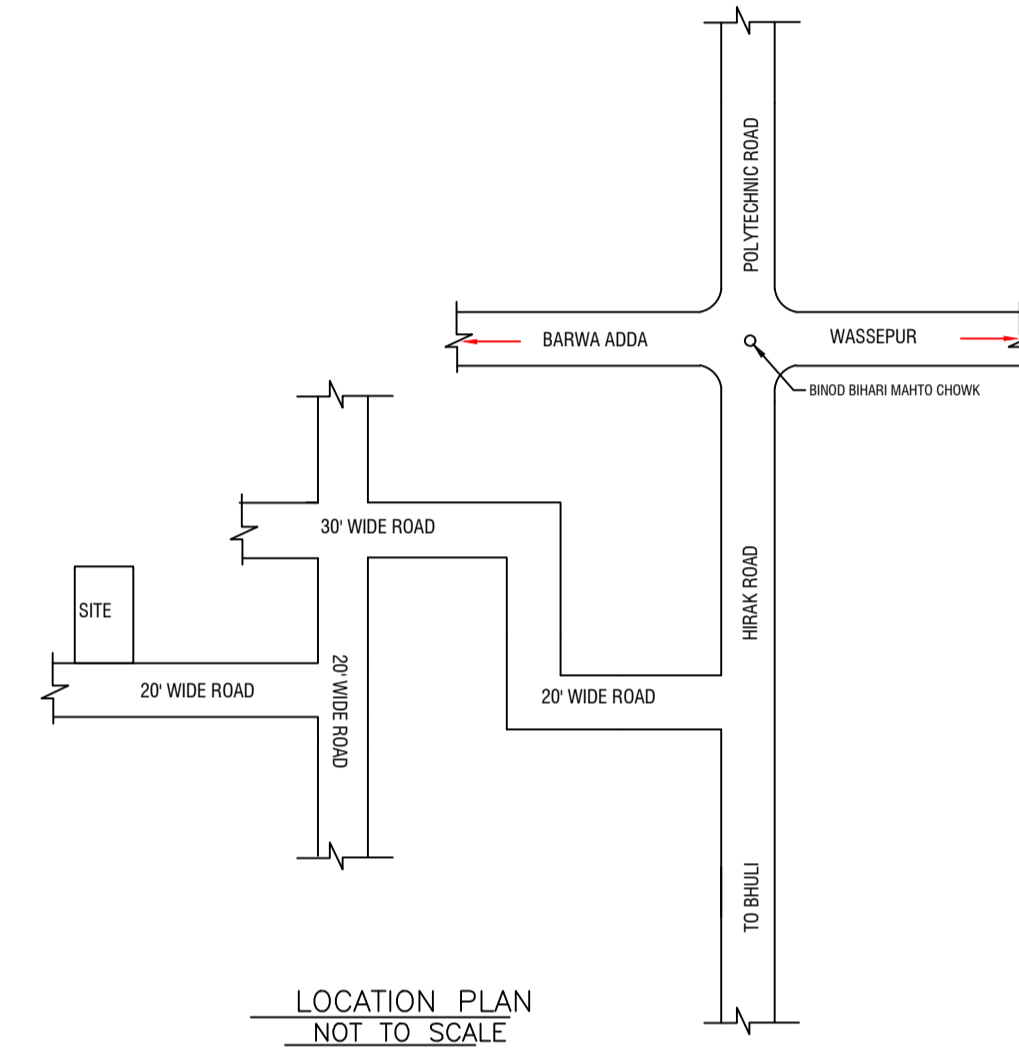 POLYTECHNIC ROAD
BARWA ADDA
WASSEPUR
BINOD BIHARI MAHTO CHOWK
30' WIDE ROAD
HIRAK ROAD
SITE
20' WIDE ROAD
20' WIDE ROAD
20' WIDE ROAD
TO BHULI
LOCATION PLAN
NOT TO SCALE